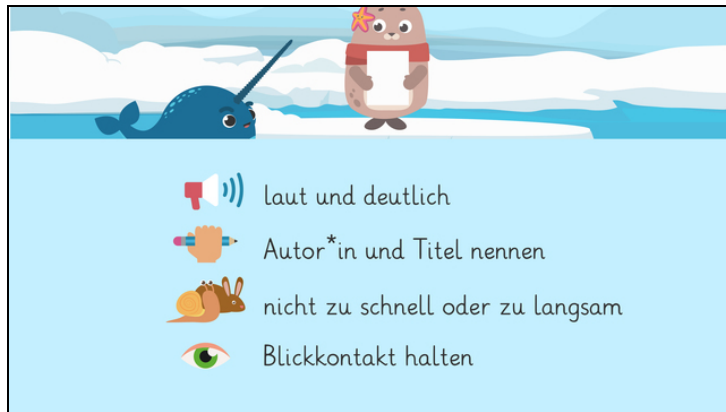 laut und deutlich
Autor*in und Titel nennen
nicht zu schnell oder zu langsam
Blickkontakt halten